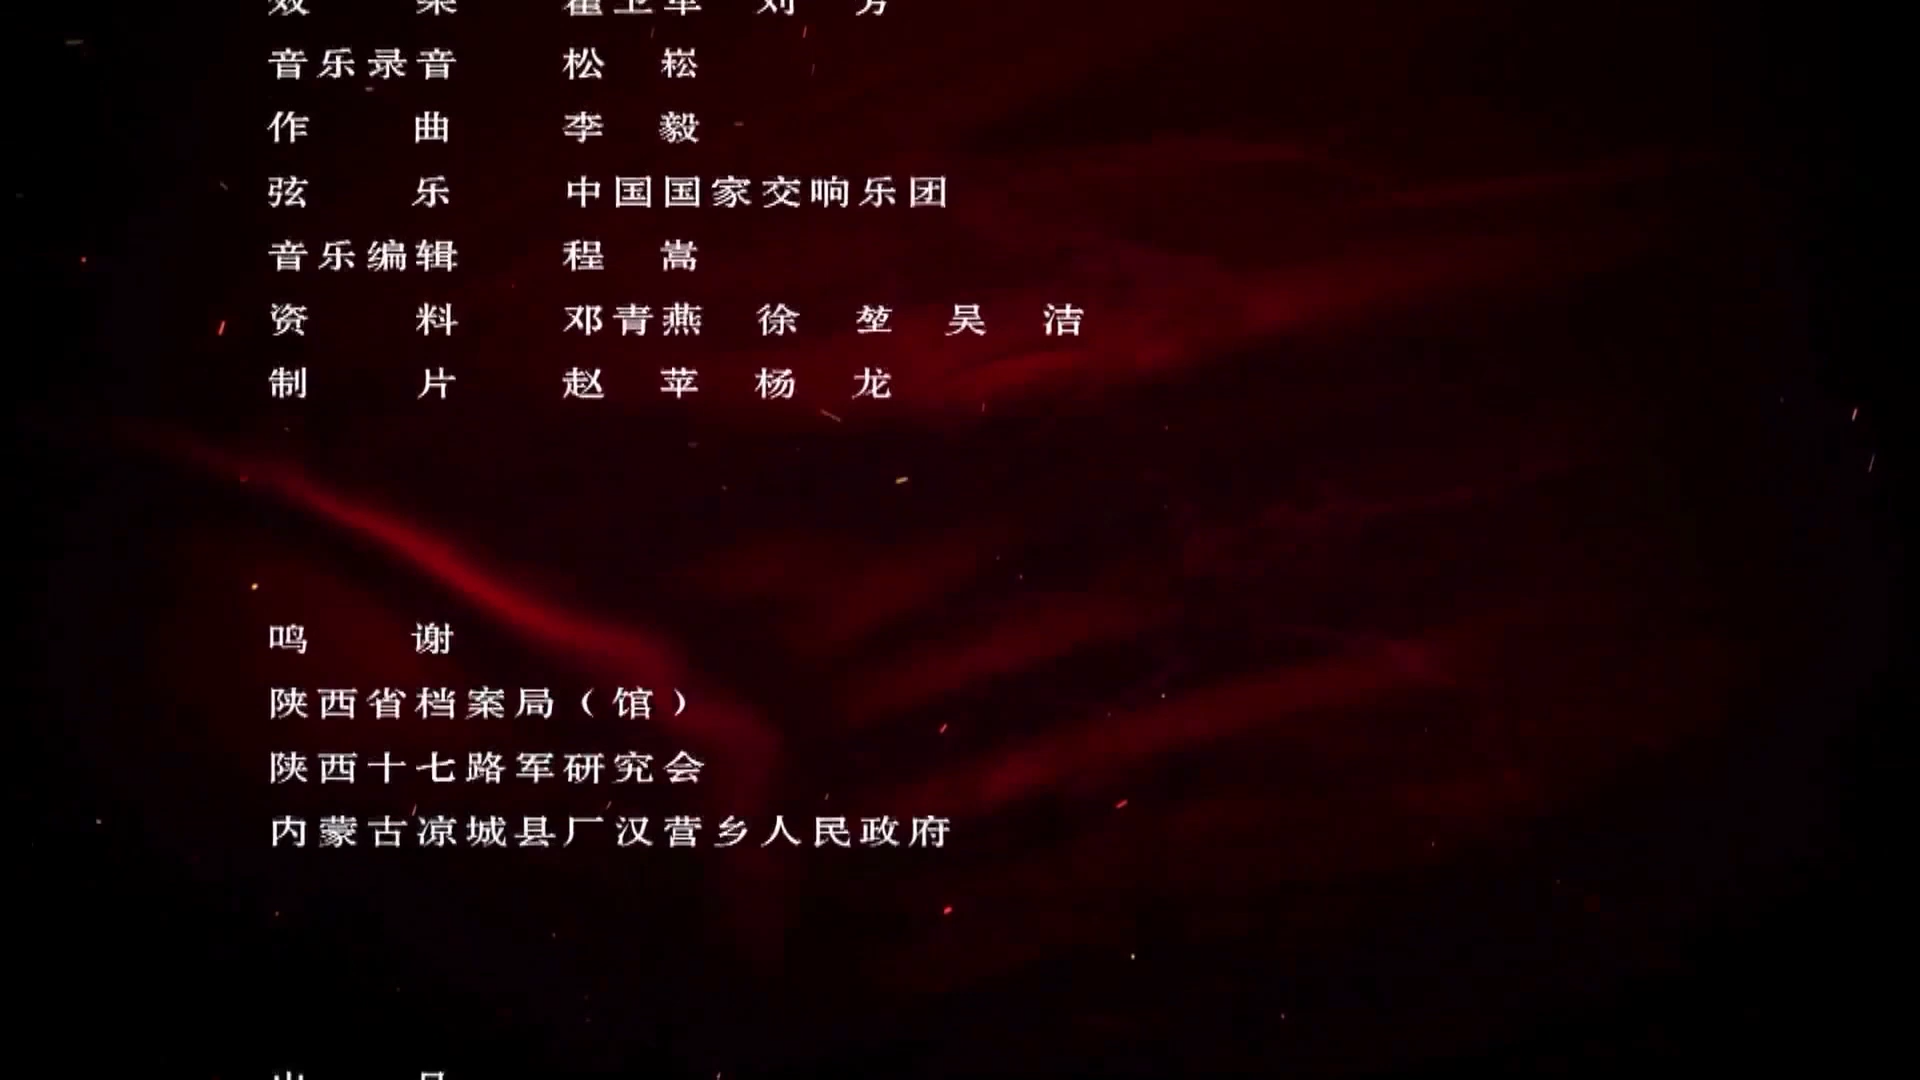 音乐录音 松崧
作曲 李毅
弦乐 中国国家交响乐团
音乐编辑 程嵩
资料 邓青燕 徐堃 吴洁
制片 赵苹 杨龙
鸣谢
陕西省档案局（馆）
陕西十七路军研究会
内蒙古凉城县厂汉营乡人民政府